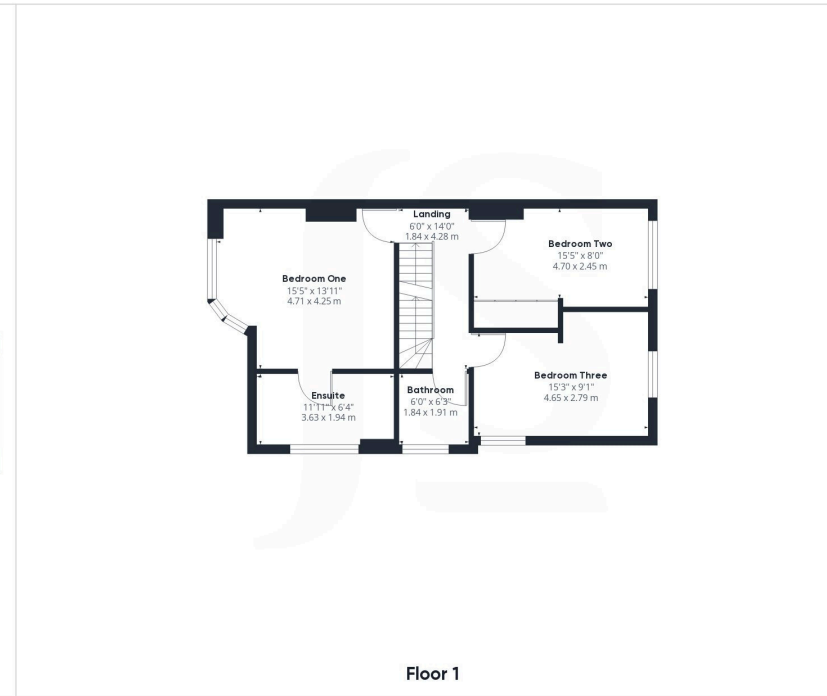 Landing
6'0" x 14'0"
1.84 x 4.28 m
Bedroom Two
15'5" x 8'0"
4.70 x 2.45 m
Bedroom One
15'5" x 13'11"
4.71 x 4.25 m
Bedroom Three
15'3" x 9'1"
4.65 x 2.79 m
Ensuite
11'11" x 6'4"
3.63 x 1.94 m
Bathroom
6'0" x 6'3"
1.84 x 1.91 m
JS
Floor 1